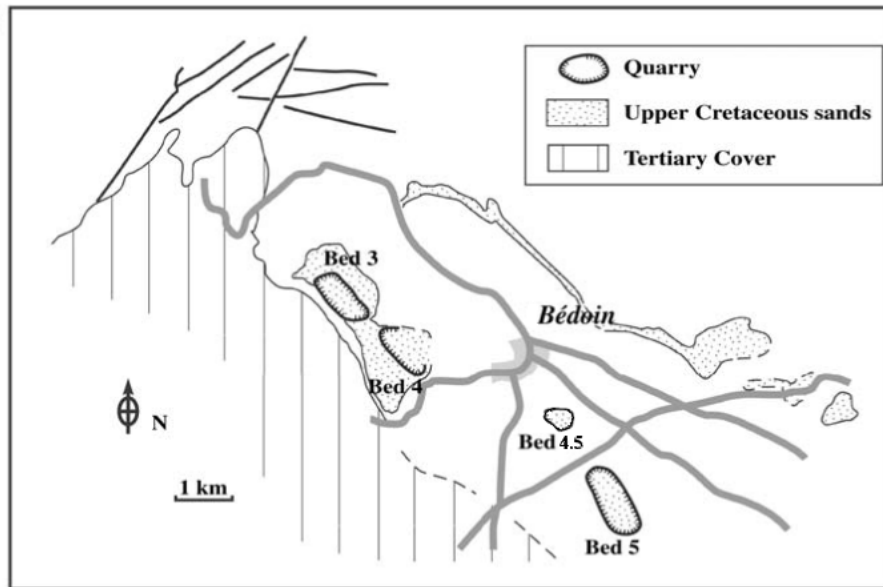 Quarry
Upper Cretaceous sands
Tertiary Cover
Bed 3
Bédoin
Bed 4
N
Bed 4.5
1 km
Bed 5